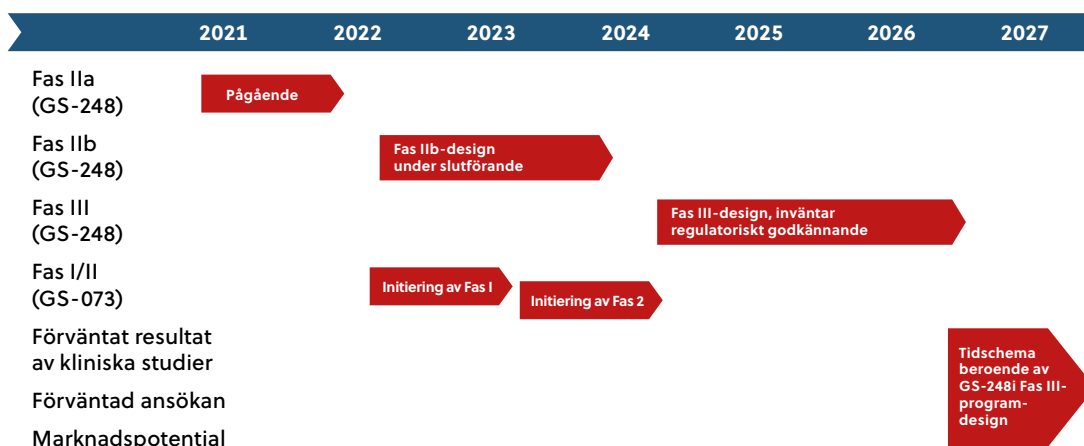 2021 2022 2023 2024 2025 2026 2027
Fas IIa
(GS-248)
Pågående
Fas IIb
(GS-248)
Fas IIb-design
under slutförande
Fas III
(GS-248)
Fas III-design, inväntar
regulatoriskt godkännande
Fas I/II
(GS-073)
Initiering av Fas I
Initiering av Fas 2
Förväntat resultat
av kliniska studier
Förväntad ansökan
Marknadspotential
Tidschema
beroende av
GS-248i Fas III-
program-
design